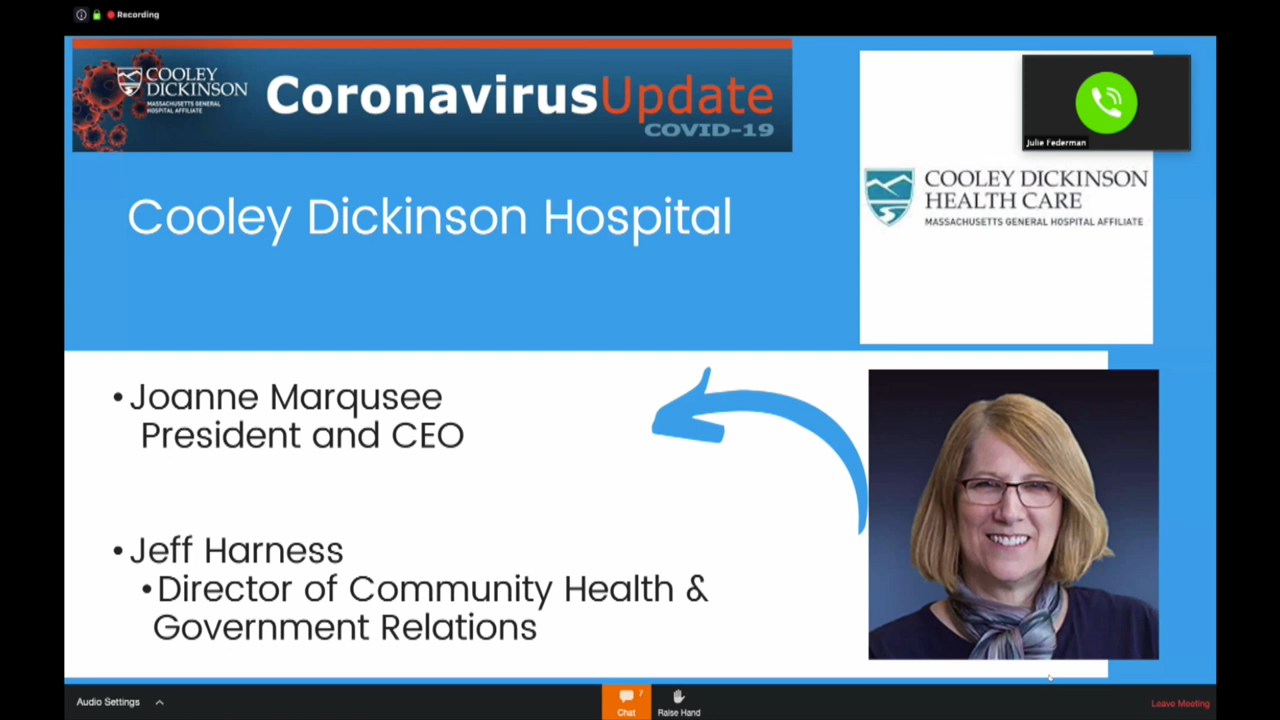 Recording
COOLEY
DICKINSON
MASSACHUSETTS GENERAL
HOSPITAL AFFILIATE
CoronavirusUpdate
COVID-19
Julie Federman
COOLEY DICKINSON
HEALTH CARE
MASSACHUSETTS GENERAL HOSPITAL AFFILIATE
Cooley Dickinson Hospital
•Joanne Marqusee
President and CEO
•Jeff Harness
•Director of Community Health &
Government Relations
Audio Settings
7
Chat
Raise Hand
Leave Meeting